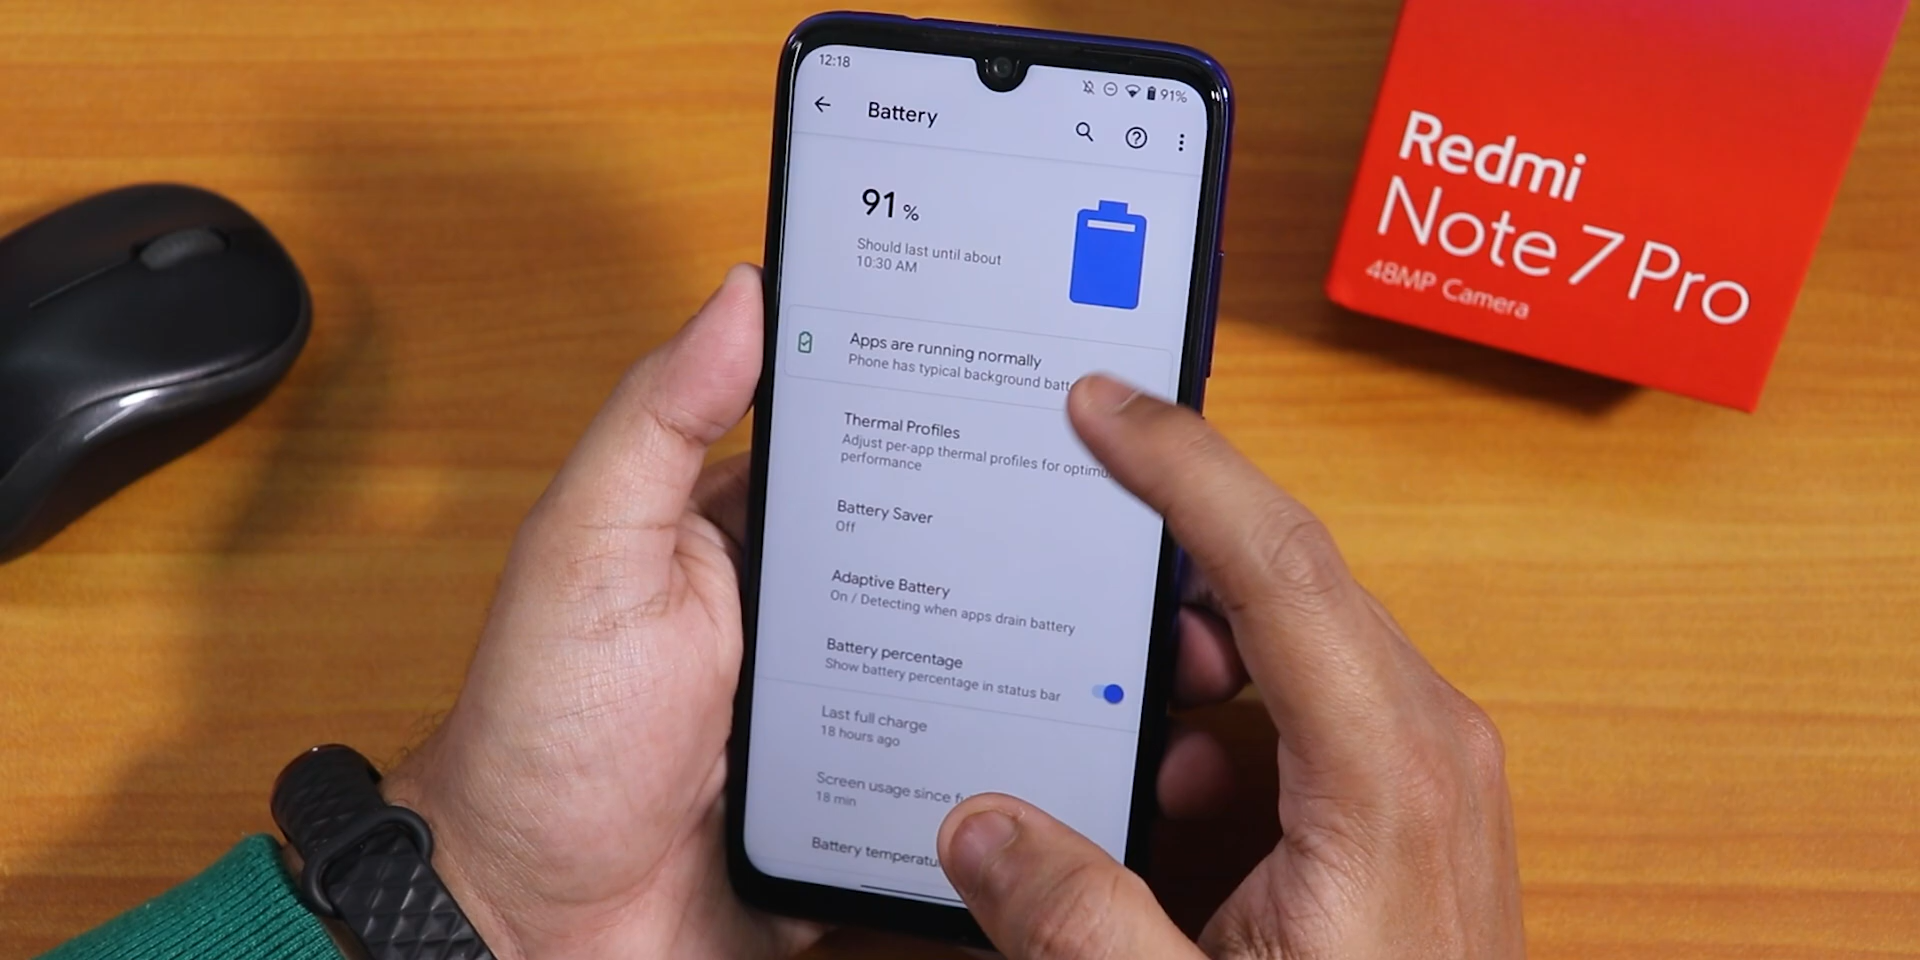 12:18
91%
Battery
91 %
Should last until about
10:30 AM
Apps are running normally
Phone has typical background
Thermal Profiles
Adjust per-app thermal profiles for
performance
Battery Saver
Off
Adaptive Battery
On / Detecting when apps drain battery
Battery percentage
Show battery percentage in status bar
Last full charge
18 hours ago
Screen usage since
18 min
Battery
Redmi
Note 7 Pro
48MP Camera